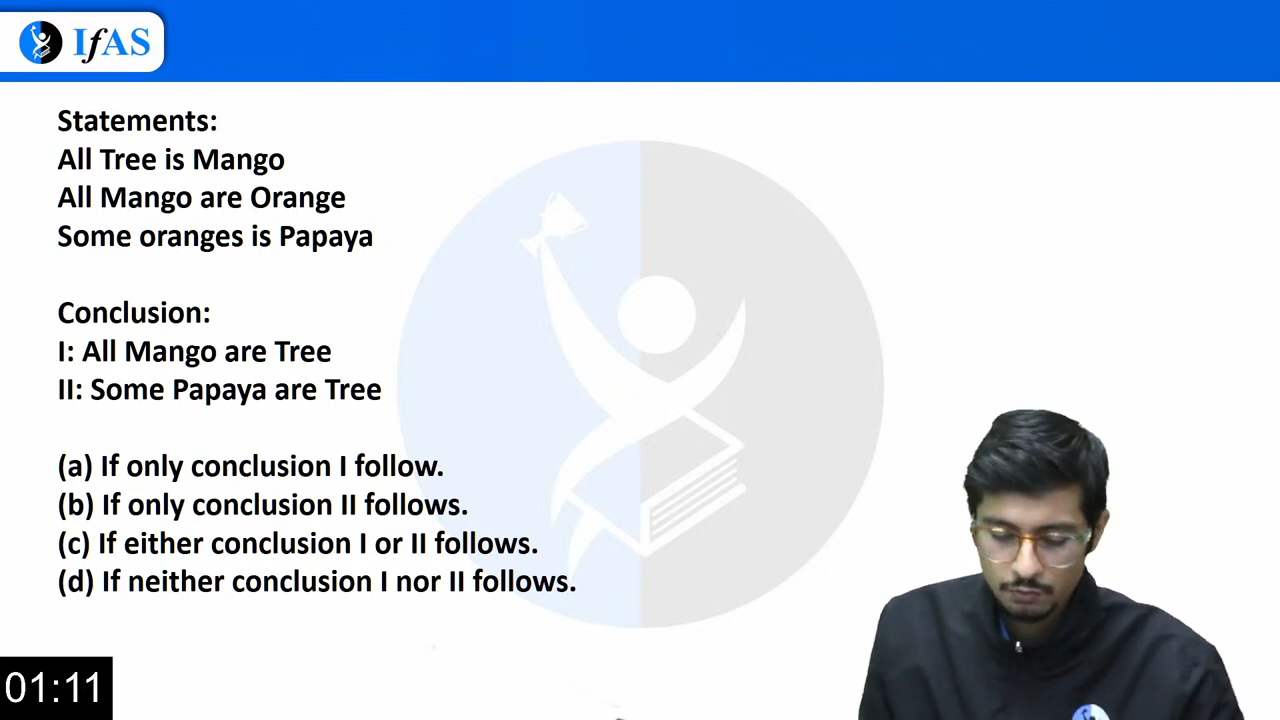 IfAS
Statements:
All Tree is Mango
All Mango are Orange
Some oranges is Papaya
Conclusion:
I: All Mango are Tree
II: Some Papaya are Tree
(a) If only conclusion I follow.
(b) If only conclusion II follows.
(c) If either conclusion I or II follows.
(d) If neither conclusion I nor II follows.
01:11